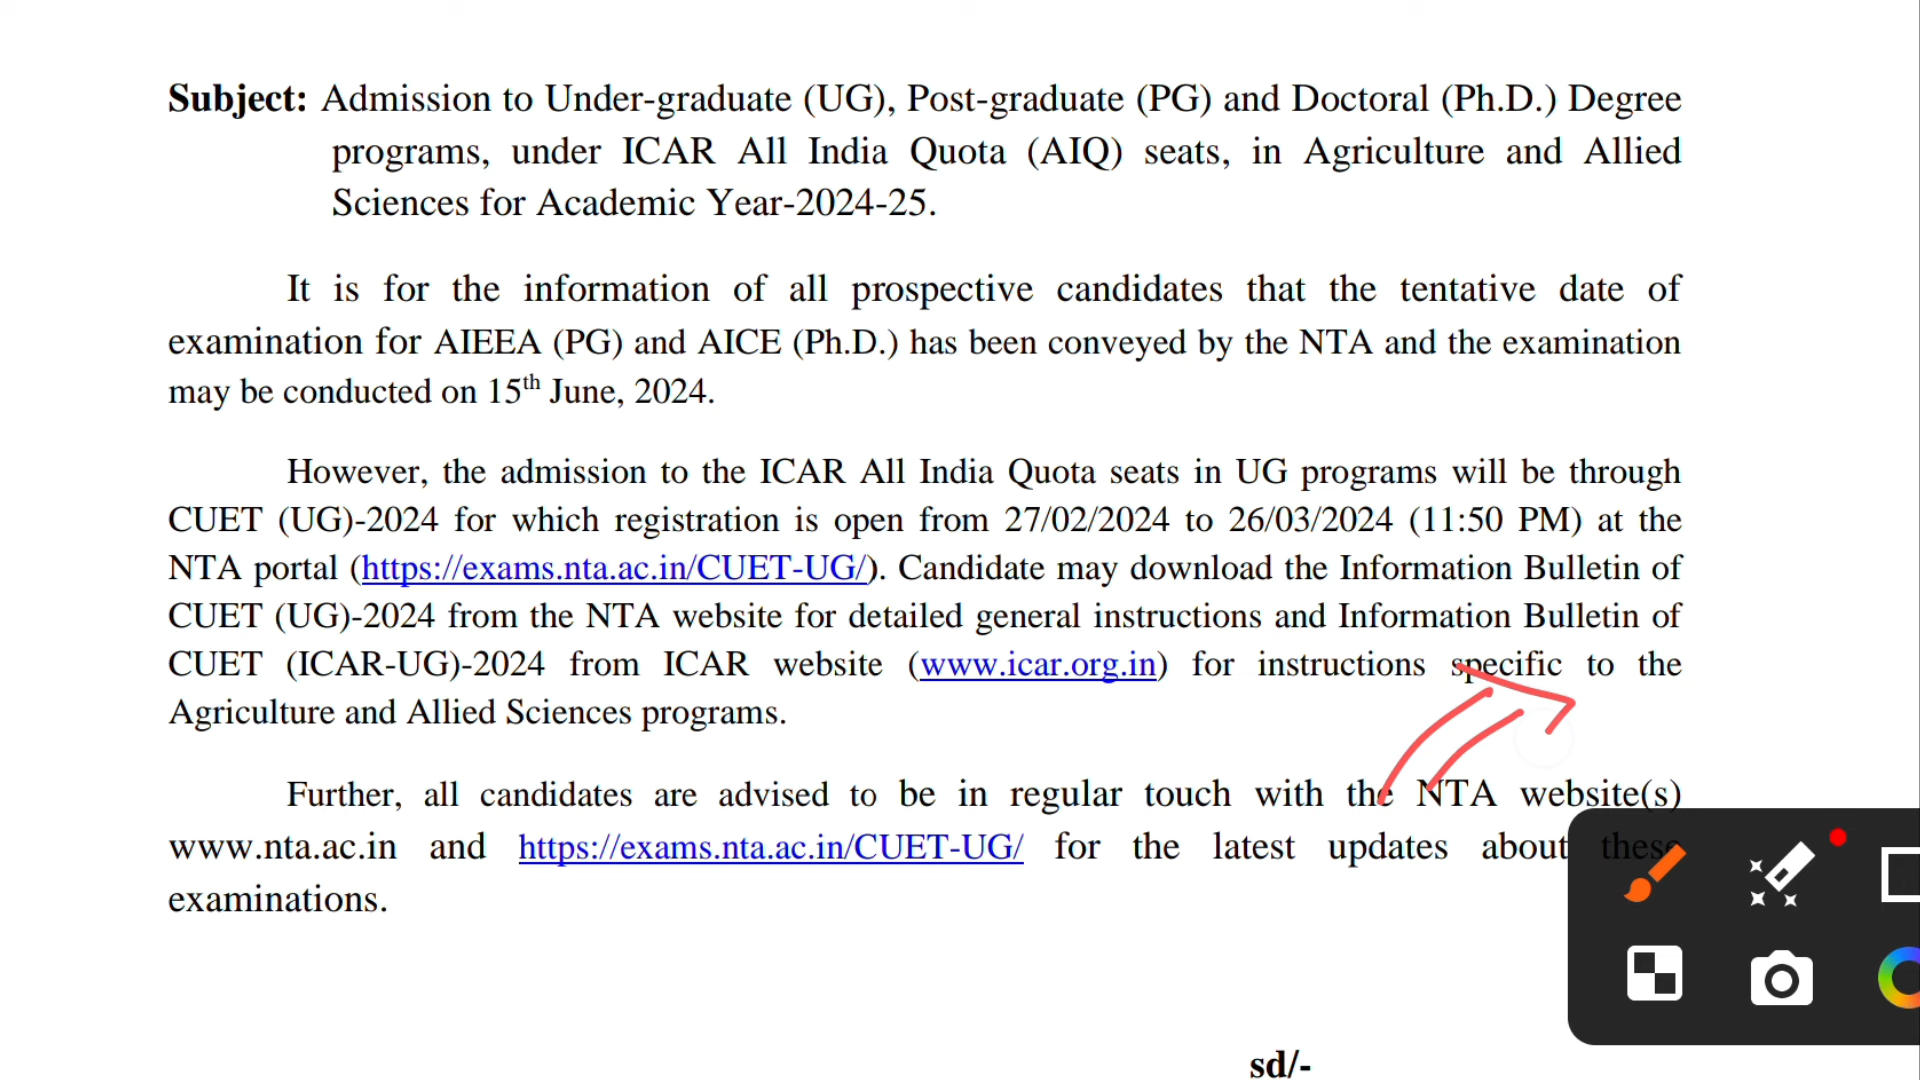 Subject: Admission to Under-graduate (UG), Post-graduate (PG) and Doctoral (Ph.D.) Degree
programs, under ICAR All India Quota (AIQ) seats, in Agriculture and Allied
Sciences for Academic Year-2024-25.
It is for the information of all prospective candidates that the tentative date of
examination for AIEEA (PG) and AICE (Ph.D.) has been conveyed by the NTA and the examination
may be conducted on 15th June, 2024.
However, the admission to the ICAR All India Quota seats in UG programs will be through
CUET (UG)-2024 for which registration is open from 27/02/2024 to 26/03/2024 (11:50 PM) at the
NTA portal (https://exams.nta.ac.in/CUET-UG/). Candidate may download the Information Bulletin of
CUET (UG)-2024 from the NTA website for detailed general instructions and Information Bulletin of
CUET (ICAR-UG)-2024 from ICAR website (www.icar.org.in) for instructions specific to the
Agriculture and Allied Sciences programs.
Further, all candidates are advised to be in regular touch with the NTA website(s)
www.nta.ac.in and https://exams.nta.ac.in/CUET-UG/ for the latest updates about these
examinations.
sd/-